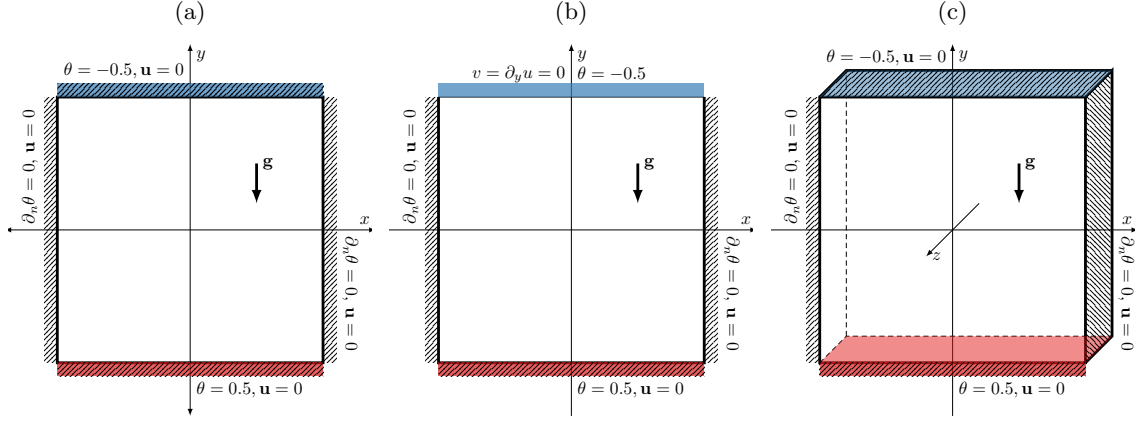 (a)
y
θ = −0.5, u = 0
∂ₙθ = 0, u = 0
g
x
∂ₙθ = 0, u = 0
θ = 0.5, u = 0
(b)
y
v = ∂ᵧu = 0 θ = −0.5
∂ₙθ = 0, u = 0
g
x
∂ₙθ = 0, u = 0
θ = 0.5, u = 0
(c)
y
θ = −0.5, u = 0
∂ₙθ = 0, u = 0
g
x
z
∂ₙθ = 0, u = 0
θ = 0.5, u = 0